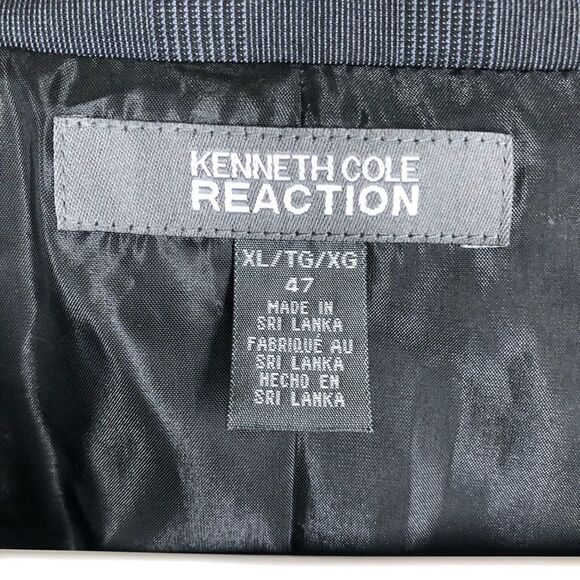 KENNETH COLE
REACTION
XL/TG/XG
47
MADE IN
SRI LANKA
FABRIQUÉ AU
SRI LANKA
HECHO EN
SRI LANKA